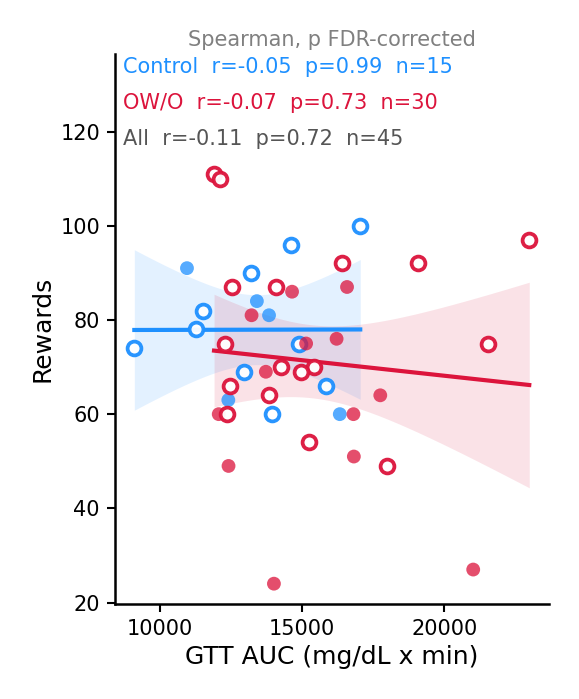 Spearman, p FDR-corrected
Control  r=-0.05  p=0.99  n=15
OW/O  r=-0.07  p=0.73  n=30
All  r=-0.11  p=0.72  n=45
120
100
80
60
40
20
Rewards
10000 15000 20000
GTT AUC (mg/dL x min)